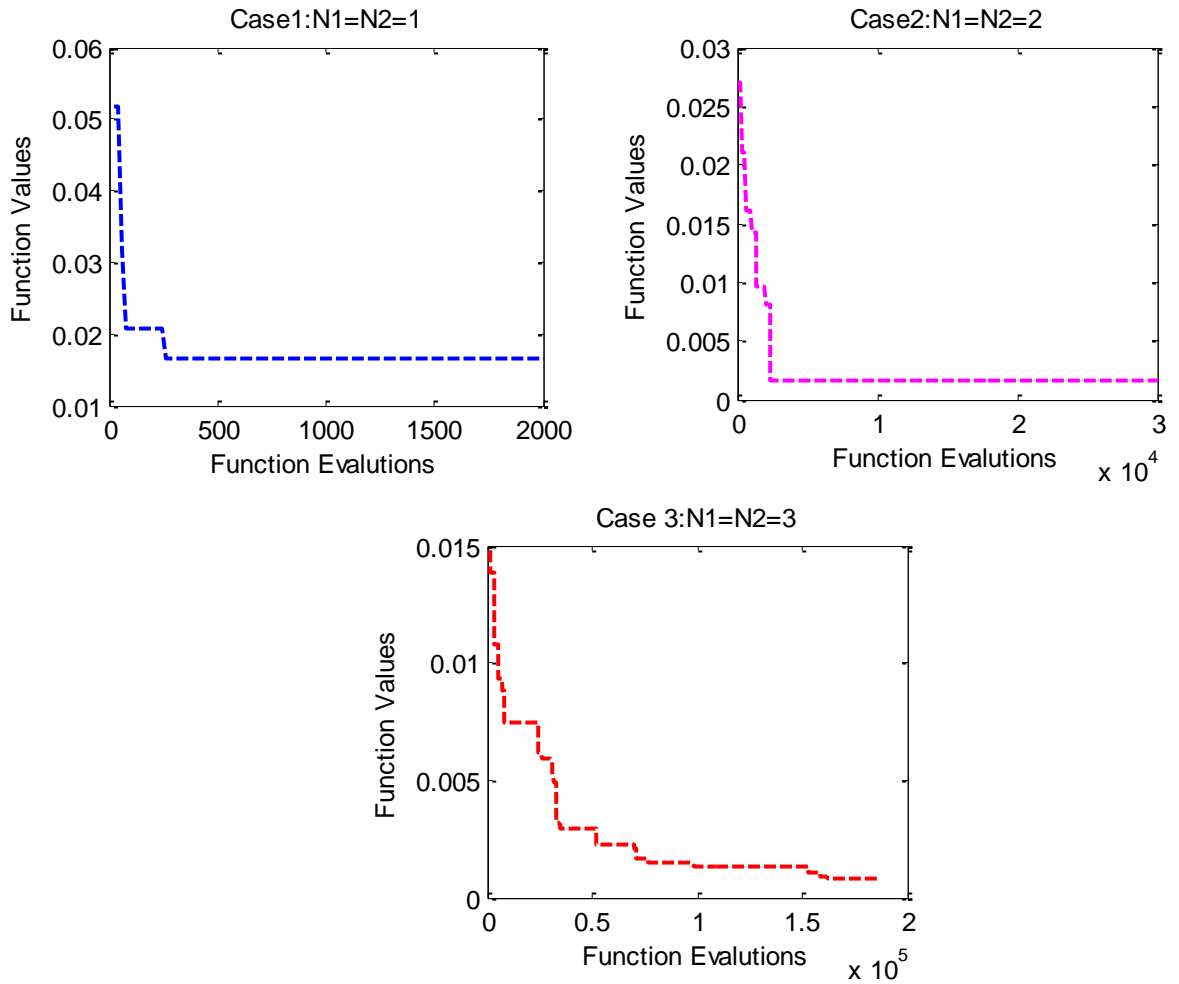 Case1:N1=N2=1
0.06
0.05
0.04
0.03
0.02
0.01
Function Values
0 500 1000 1500 2000
Function Evalutions
Case2:N1=N2=2
0.03
0.025
0.02
0.015
0.01
0.005
0
Function Values
0 1 2 3
Function Evalutions
x 10^4
Case 3:N1=N2=3
0.015
0.01
0.005
0
Function Values
0 0.5 1 1.5 2
Function Evalutions
x 10^5